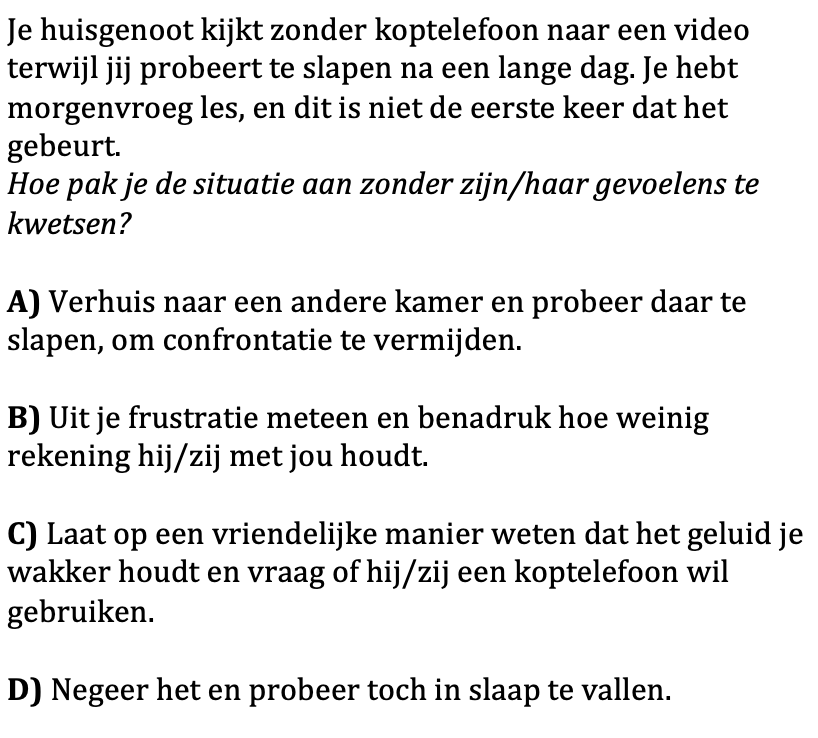 Je huisgenoot kijkt zonder koptelefoon naar een video
terwijl jij probeert te slapen na een lange dag. Je hebt
morgenvroeg les, en dit is niet de eerste keer dat het
gebeurt.
Hoe pak je de situatie aan zonder zijn/haar gevoelens te
kwetsen?
A) Verhuis naar een andere kamer en probeer daar te
slapen, om confrontatie te vermijden.
B) Uit je frustratie meteen en benadruk hoe weinig
rekening hij/zij met jou houdt.
C) Laat op een vriendelijke manier weten dat het geluid je
wakker houdt en vraag of hij/zij een koptelefoon wil
gebruiken.
D) Negeer het en probeer toch in slaap te vallen.